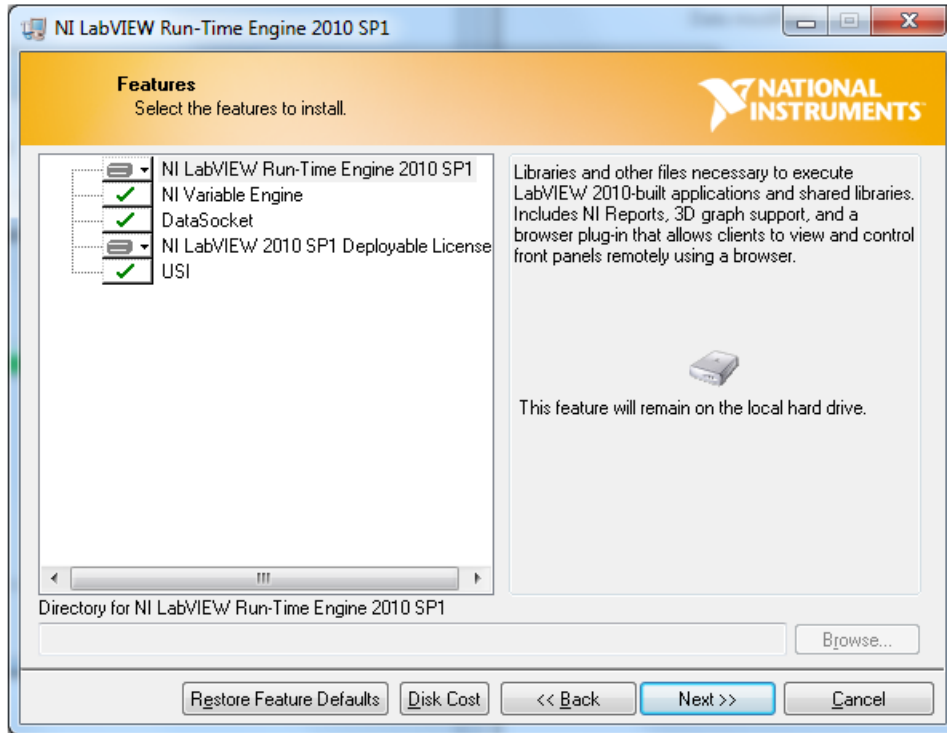 NI LabVIEW Run-Time Engine 2010 SP1
Features
Select the features to install.
NATIONAL
INSTRUMENTS
NI LabVIEW Run-Time Engine 2010 SP1
NI Variable Engine
DataSocket
NI LabVIEW 2010 SP1 Deployable License
USI
Libraries and other files necessary to execute
LabVIEW 2010-built applications and shared libraries.
Includes NI Reports, 3D graph support, and a
browser plug-in that allows clients to view and control
front panels remotely using a browser.
This feature will remain on the local hard drive.
Directory for NI LabVIEW Run-Time Engine 2010 SP1
Browse...
Restore Feature Defaults
Disk Cost
<< Back
Next >>
Cancel